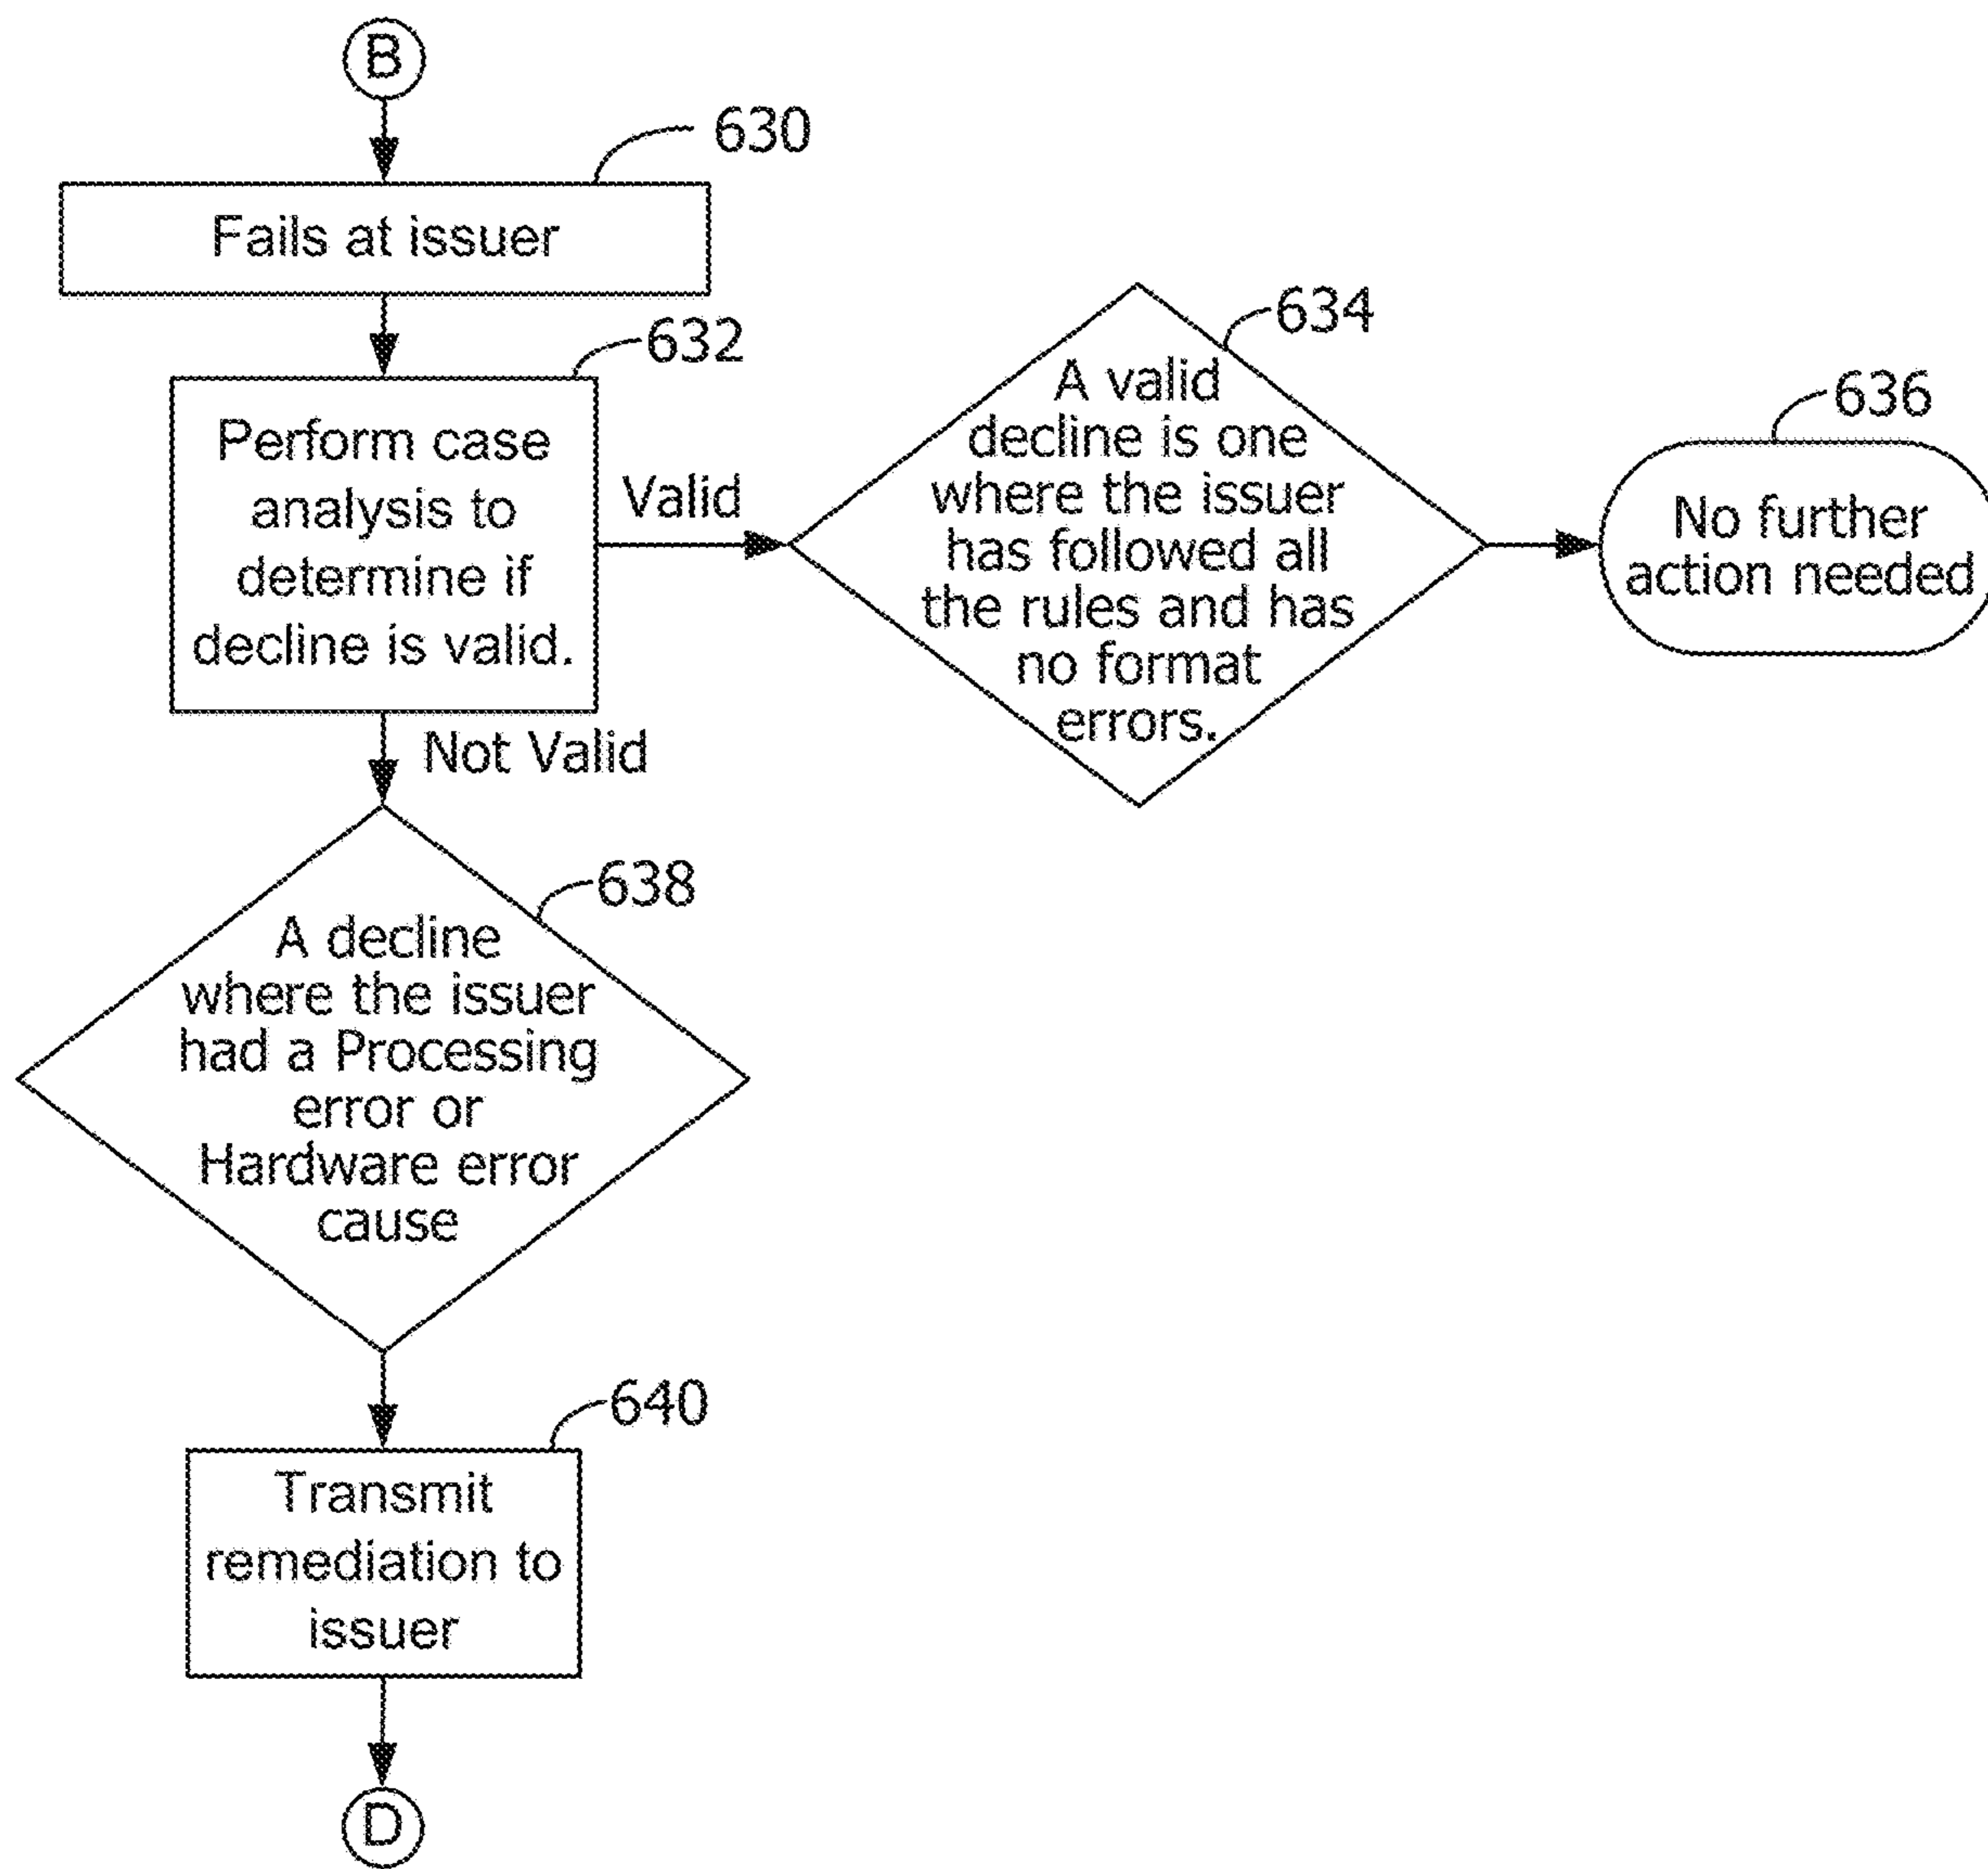 B
630
Fails at issuer
632
Perform case
analysis to
determine if
decline is valid.
Valid
634
A valid
decline is one
where the issuer
has followed all
the rules and has
no format
errors.
636
No further
action needed
Not Valid
638
A decline
where the issuer
had a Processing
error or
Hardware error
cause
640
Transmit
remediation to
issuer
D